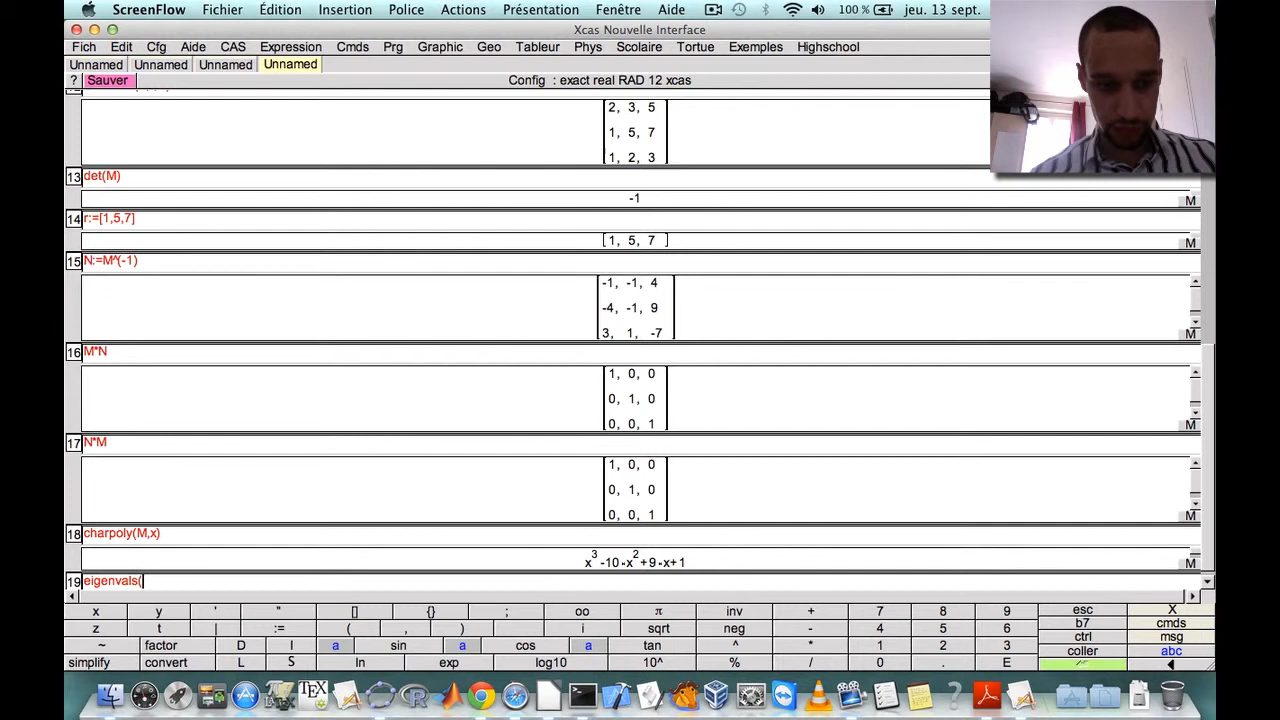 ScreenFlow Fichier Édition Insertion Police Actions Présentation Fenêtre Aide 100 % jeu. 13 sept.
Xcas Nouvelle Interface
Fich Edit Cfg Aide CAS Expression Cmds Prg Graphic Geo Tableur Phys Scolaire Tortue Exemples Highschool
Unnamed Unnamed Unnamed Unnamed
? Sauver Config : exact real RAD 12 xcas
2, 3, 5
1, 5, 7
1, 2, 3
13 det(M)
-1 M
14 r:=[1,5,7]
[1, 5, 7] M
15 N:=M^(-1)
-1, -1, 4
-4, -1, 9
3, 1, -7 M
16 M*N
1, 0, 0
0, 1, 0
0, 0, 1 M
17 N*M
1, 0, 0
0, 1, 0
0, 0, 1 M
18 charpoly(M,x)
x^3-10·x^2+9·x+1 M
19 eigenvals(
x y ' " [] {} ; oo π inv + 7 8 9 esc X
z t | := ( , ) i sqrt neg - 4 5 6 b7 cmds
ctrl msg
~ factor D I a sin a cos a tan ^ * 1 2 3 coller abc
simplify convert L S ln exp log10 10^ % / 0 . E